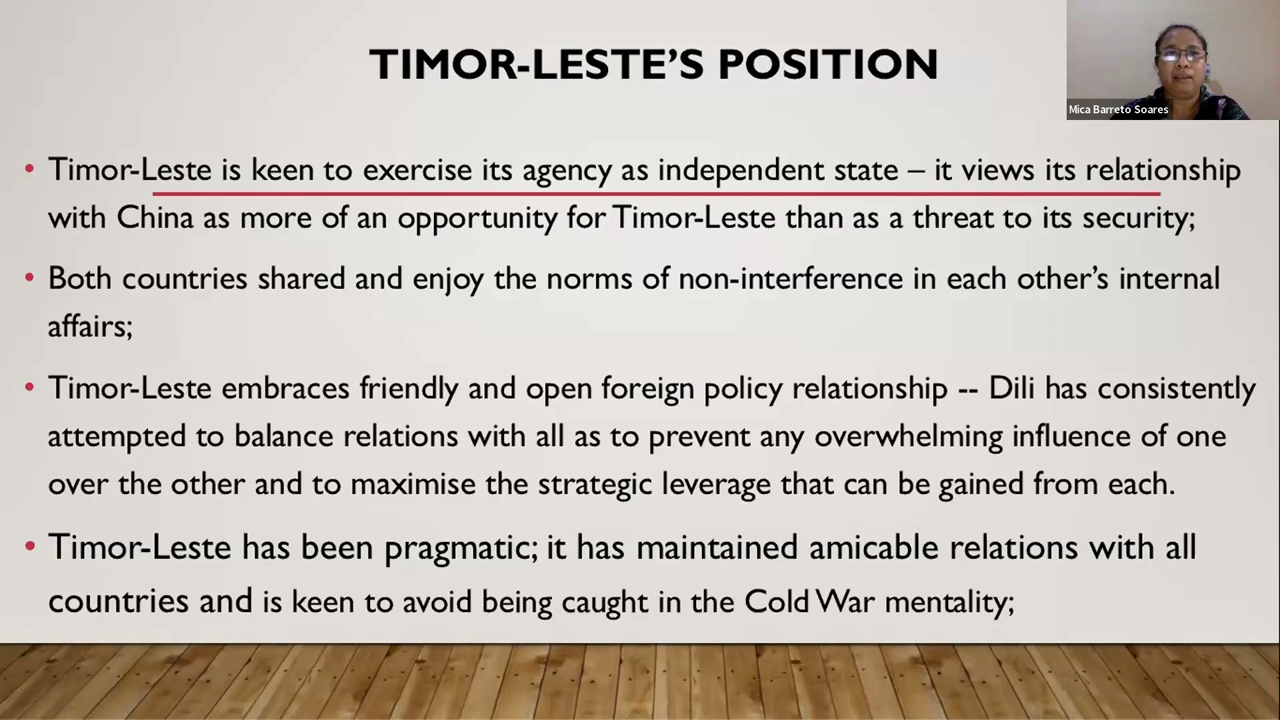 TIMOR-LESTE'S POSITION
Mica Barreto Soares
• Timor-Leste is keen to exercise its agency as independent state – it views its relationship
with China as more of an opportunity for Timor-Leste than as a threat to its security;
• Both countries shared and enjoy the norms of non-interference in each other's internal
affairs;
• Timor-Leste embraces friendly and open foreign policy relationship -- Dili has consistently
attempted to balance relations with all as to prevent any overwhelming influence of one
over the other and to maximise the strategic leverage that can be gained from each.
• Timor-Leste has been pragmatic; it has maintained amicable relations with all
countries and is keen to avoid being caught in the Cold War mentality;